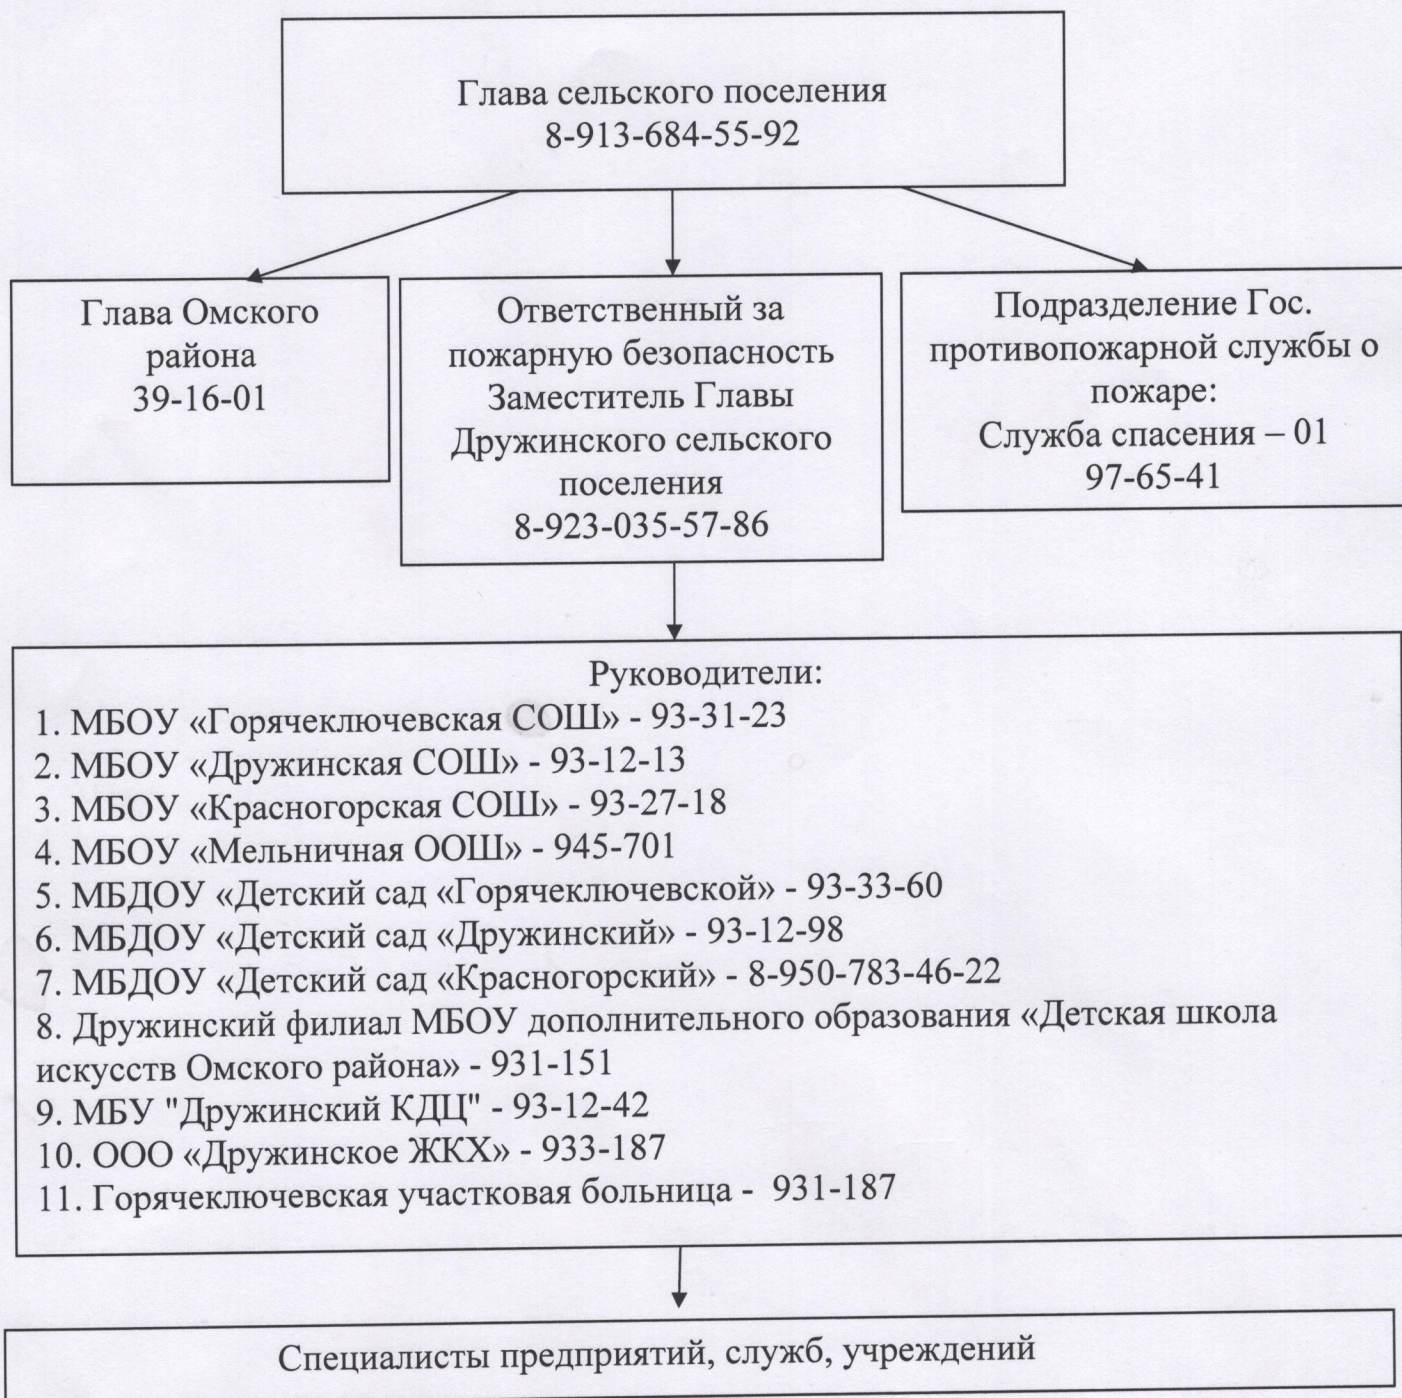 Глава сельского поселения
8-913-684-55-92
Глава Омского
района
39-16-01
Ответственный за
пожарную безопасность
Заместитель Главы
Дружинского сельского
поселения
8-923-035-57-86
Подразделение Гос.
противопожарной службы о
пожаре:
Служба спасения – 01
97-65-41
Руководители:
1. МБОУ «Горячеключевская СОШ» - 93-31-23
2. МБОУ «Дружинская СОШ» - 93-12-13
3. МБОУ «Красногорская СОШ» - 93-27-18
4. МБОУ «Мельничная ООШ» - 945-701
5. МБДОУ «Детский сад «Горячеключевской» - 93-33-60
6. МБДОУ «Детский сад «Дружинский» - 93-12-98
7. МБДОУ «Детский сад «Красногорский» - 8-950-783-46-22
8. Дружинский филиал МБОУ дополнительного образования «Детская школа
искусств Омского района» - 931-151
9. МБУ "Дружинский КДЦ" - 93-12-42
10. ООО «Дружинское ЖКХ» - 933-187
11. Горячеключевская участковая больница - 931-187
Специалисты предприятий, служб, учреждений